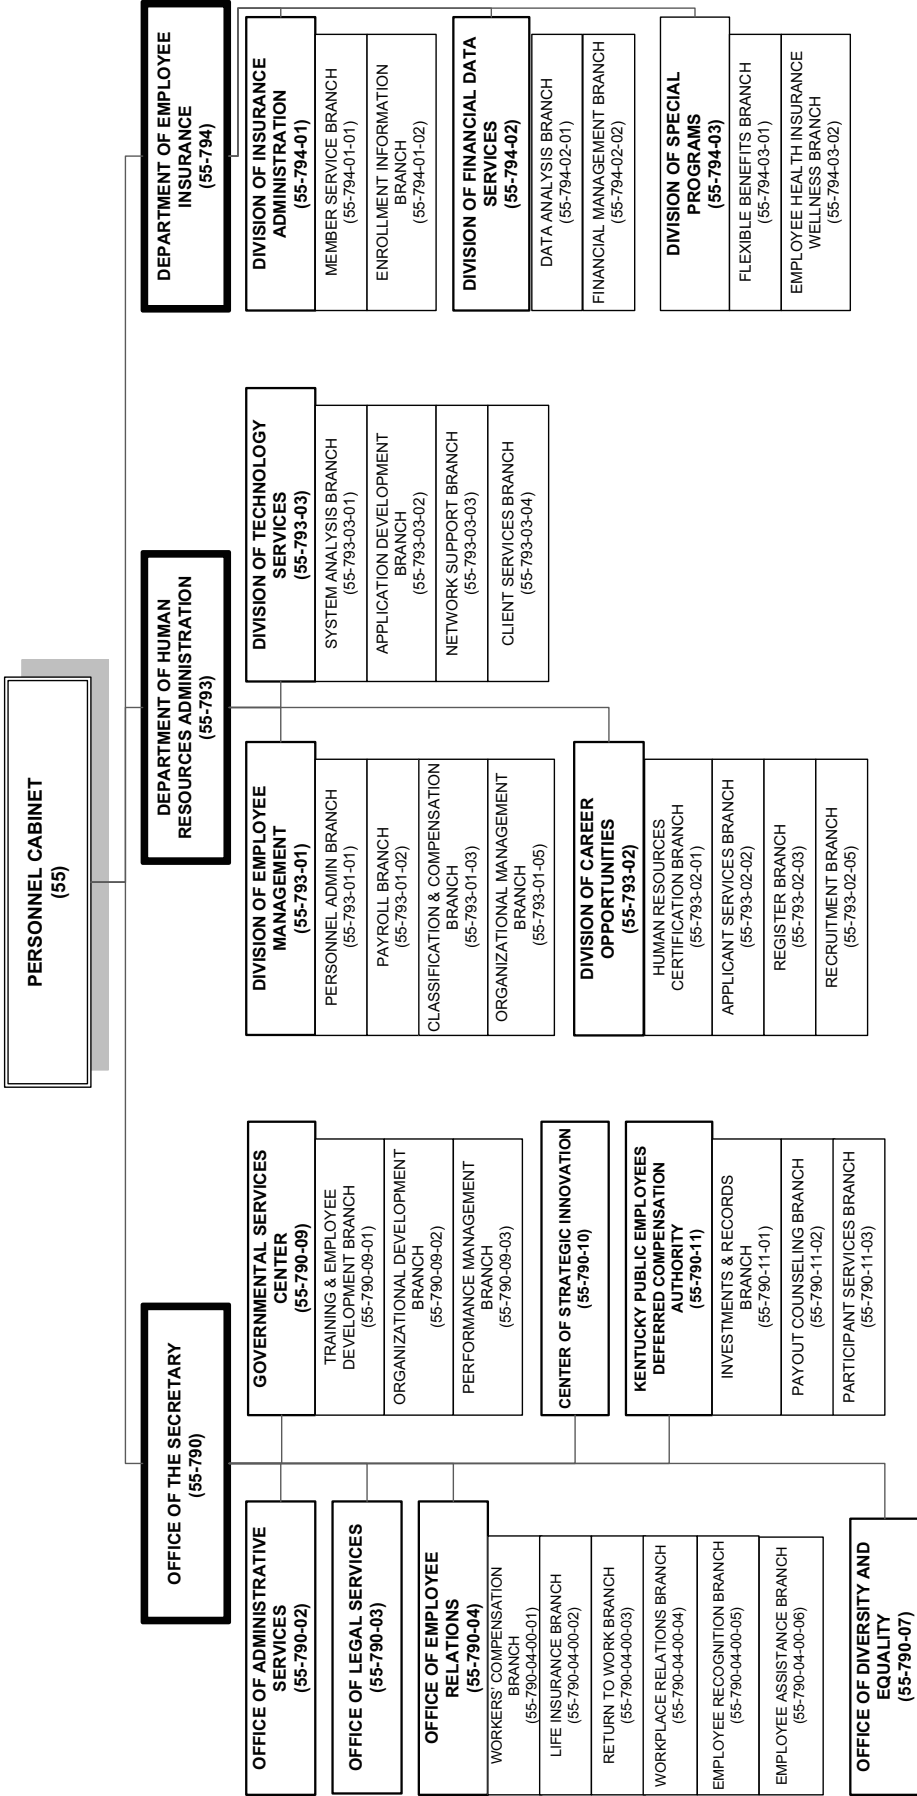 PERSONNEL CABINET
(55)
OFFICE OF THE SECRETARY
(55-790)
OFFICE OF ADMINISTRATIVE
SERVICES
(55-790-02)
OFFICE OF LEGAL SERVICES
(55-790-03)
OFFICE OF EMPLOYEE
RELATIONS
(55-790-04)
WORKERS' COMPENSATION
BRANCH
(55-790-04-00-01)
LIFE INSURANCE BRANCH
(55-790-04-00-02)
RETURN TO WORK BRANCH
(55-790-04-00-03)
WORKPLACE RELATIONS BRANCH
(55-790-04-00-04)
EMPLOYEE RECOGNITION BRANCH
(55-790-04-00-05)
EMPLOYEE ASSISTANCE BRANCH
(55-790-04-00-06)
OFFICE OF DIVERSITY AND
EQUALITY
(55-790-07)
GOVERNMENTAL SERVICES
CENTER
(55-790-09)
TRAINING & EMPLOYEE
DEVELOPMENT BRANCH
(55-790-09-01)
ORGANIZATIONAL DEVELOPMENT
BRANCH
(55-790-09-02)
PERFORMANCE MANAGEMENT
BRANCH
(55-790-09-03)
CENTER OF STRATEGIC INNOVATION
(55-790-10)
KENTUCKY PUBLIC EMPLOYEES
DEFERRED COMPENSATION
AUTHORITY
(55-790-11)
INVESTMENTS & RECORDS
BRANCH
(55-790-11-01)
PAYOUT COUNSELING BRANCH
(55-790-11-02)
PARTICIPANT SERVICES BRANCH
(55-790-11-03)
DEPARTMENT OF HUMAN
RESOURCES ADMINISTRATION
(55-793)
DIVISION OF EMPLOYEE
MANAGEMENT
(55-793-01)
PERSONNEL ADMIN BRANCH
(55-793-01-01)
PAYROLL BRANCH
(55-793-01-02)
CLASSIFICATION & COMPENSATION
BRANCH
(55-793-01-03)
ORGANIZATIONAL MANAGEMENT
BRANCH
(55-793-01-05)
DIVISION OF CAREER
OPPORTUNITIES
(55-793-02)
HUMAN RESOURCES
CERTIFICATION BRANCH
(55-793-02-01)
APPLICANT SERVICES BRANCH
(55-793-02-02)
REGISTER BRANCH
(55-793-02-03)
RECRUITMENT BRANCH
(55-793-02-05)
DIVISION OF TECHNOLOGY
SERVICES
(55-793-03)
SYSTEM ANALYSIS BRANCH
(55-793-03-01)
APPLICATION DEVELOPMENT
BRANCH
(55-793-03-02)
NETWORK SUPPORT BRANCH
(55-793-03-03)
CLIENT SERVICES BRANCH
(55-793-03-04)
DEPARTMENT OF EMPLOYEE
INSURANCE
(55-794)
DIVISION OF INSURANCE
ADMINISTRATION
(55-794-01)
MEMBER SERVICE BRANCH
(55-794-01-01)
ENROLLMENT INFORMATION
BRANCH
(55-794-01-02)
DIVISION OF FINANCIAL DATA
SERVICES
(55-794-02)
DATA ANALYSIS BRANCH
(55-794-02-01)
FINANCIAL MANAGEMENT BRANCH
(55-794-02-02)
DIVISION OF SPECIAL
PROGRAMS
(55-794-03)
FLEXIBLE BENEFITS BRANCH
(55-794-03-01)
EMPLOYEE HEALTH INSURANCE
WELLNESS BRANCH
(55-794-03-02)